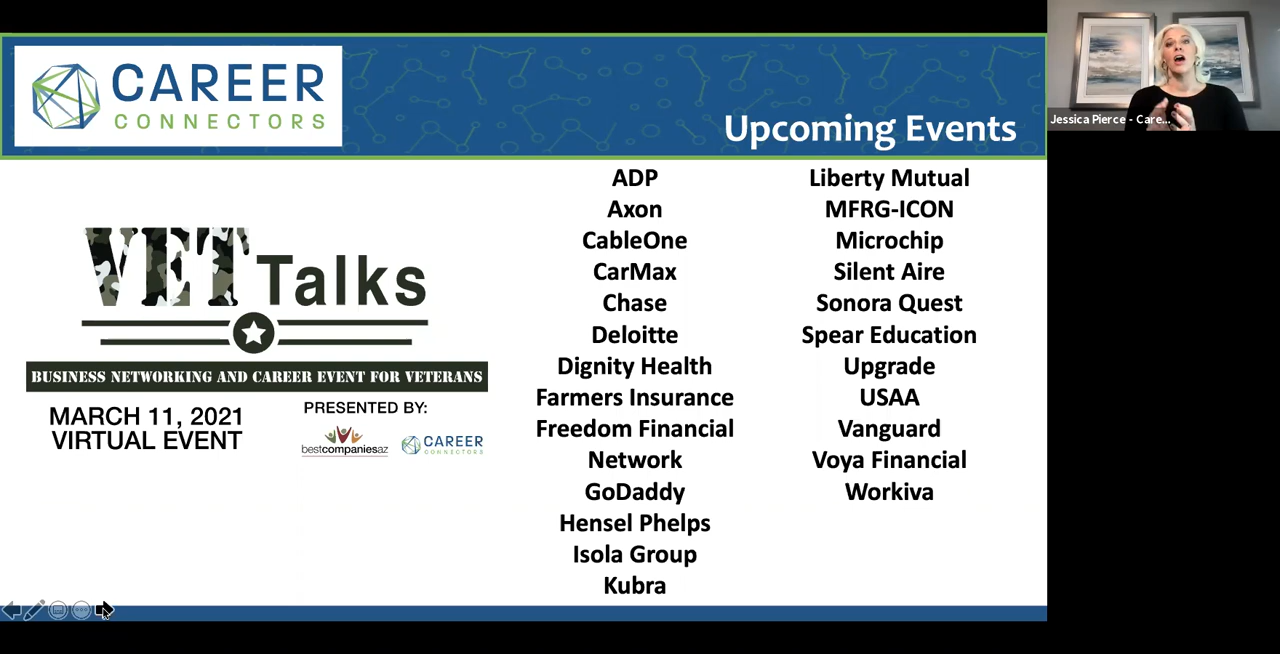 CAREER
CONNECTORS
Upcoming Events
VET Talks
BUSINESS NETWORKING AND CAREER EVENT FOR VETERANS
MARCH 11, 2021
VIRTUAL EVENT
PRESENTED BY:
bestcompaniesaz
CAREER
CONNECTORS
ADP
Axon
CableOne
CarMax
Chase
Deloitte
Dignity Health
Farmers Insurance
Freedom Financial
Network
GoDaddy
Hensel Phelps
Isola Group
Kubra
Liberty Mutual
MFRG-ICON
Microchip
Silent Aire
Sonora Quest
Spear Education
Upgrade
USAA
Vanguard
Voya Financial
Workiva
Jessica Pierce - Care...